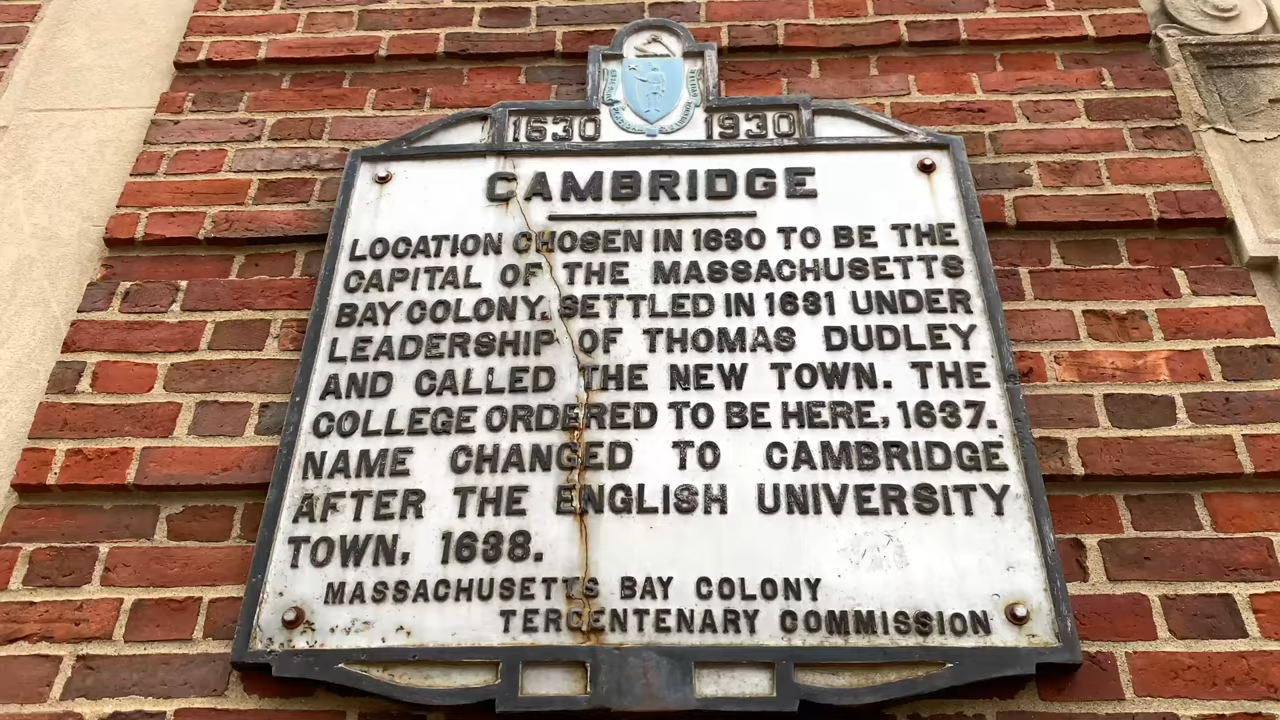 1630 1930
CAMBRIDGE
LOCATION CHOSEN IN 1630 TO BE THE
CAPITAL OF THE MASSACHUSETTS
BAY COLONY. SETTLED IN 1631 UNDER
LEADERSHIP OF THOMAS DUDLEY
AND CALLED THE NEW TOWN. THE
COLLEGE ORDERED TO BE HERE, 1637.
NAME CHANGED TO CAMBRIDGE
AFTER THE ENGLISH UNIVERSITY
TOWN, 1638.
MASSACHUSETTS BAY COLONY
TERCENTENARY COMMISSION